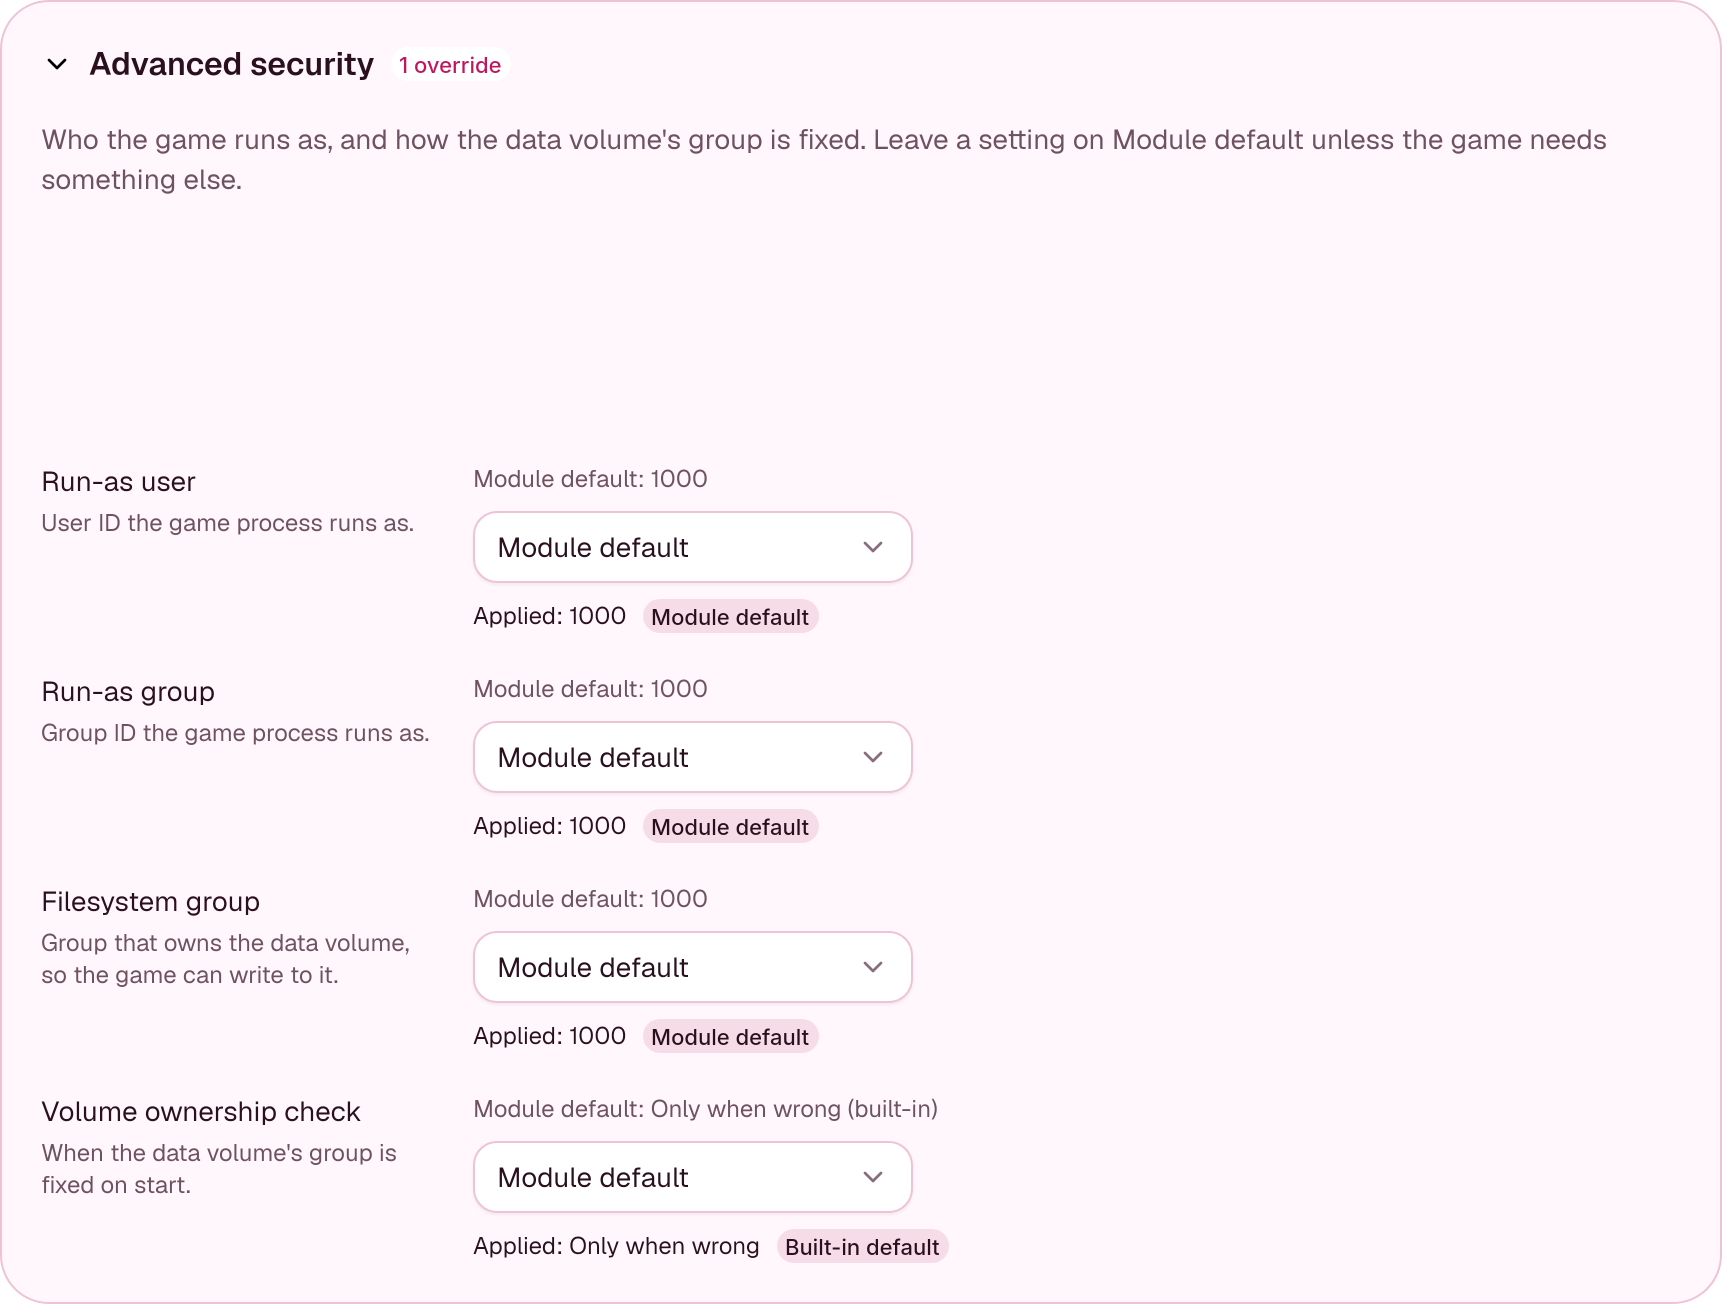 Advanced security 1 override
Who the game runs as, and how the data volume's group is fixed. Leave a setting on Module default unless the game needs
something else.
Run-as user
User ID the game process runs as.
Module default: 1000
Module default
Applied: 1000 Module default
Run-as group
Group ID the game process runs as.
Module default: 1000
Module default
Applied: 1000 Module default
Filesystem group
Group that owns the data volume,
so the game can write to it.
Module default: 1000
Module default
Applied: 1000 Module default
Volume ownership check
When the data volume's group is
fixed on start.
Module default: Only when wrong (built-in)
Module default
Applied: Only when wrong Built-in default